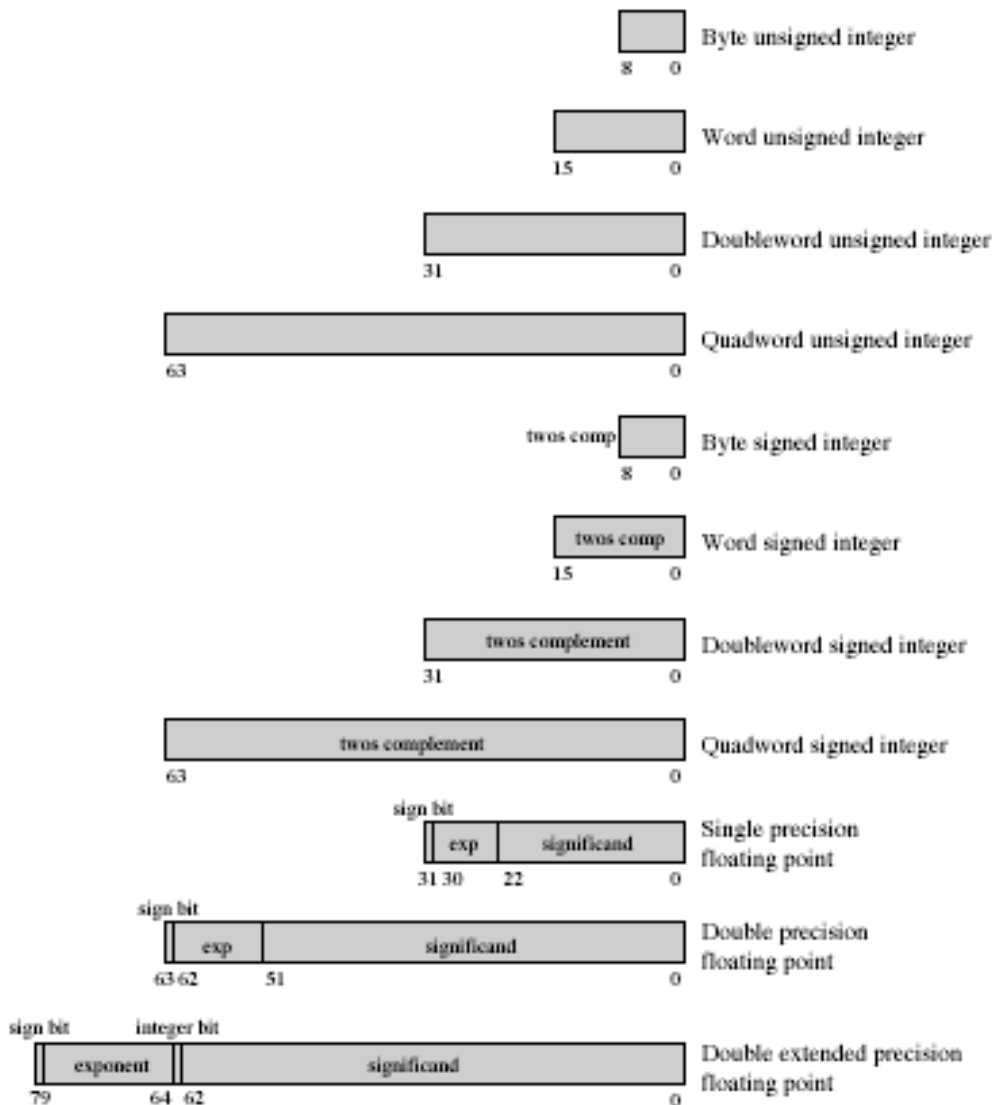 Byte unsigned integer
8 0
Word unsigned integer
15 0
Doubleword unsigned integer
31 0
Quadword unsigned integer
63 0
twos comp Byte signed integer
8 0
twos comp Word signed integer
15 0
twos complement Doubleword signed integer
31 0
twos complement Quadword signed integer
63 0
sign bit
exp significand Single precision
floating point
31 30 22 0
sign bit
exp significand Double precision
floating point
63 62 51 0
sign bit integer bit
exponent significand Double extended precision
floating point
79 64 62 0